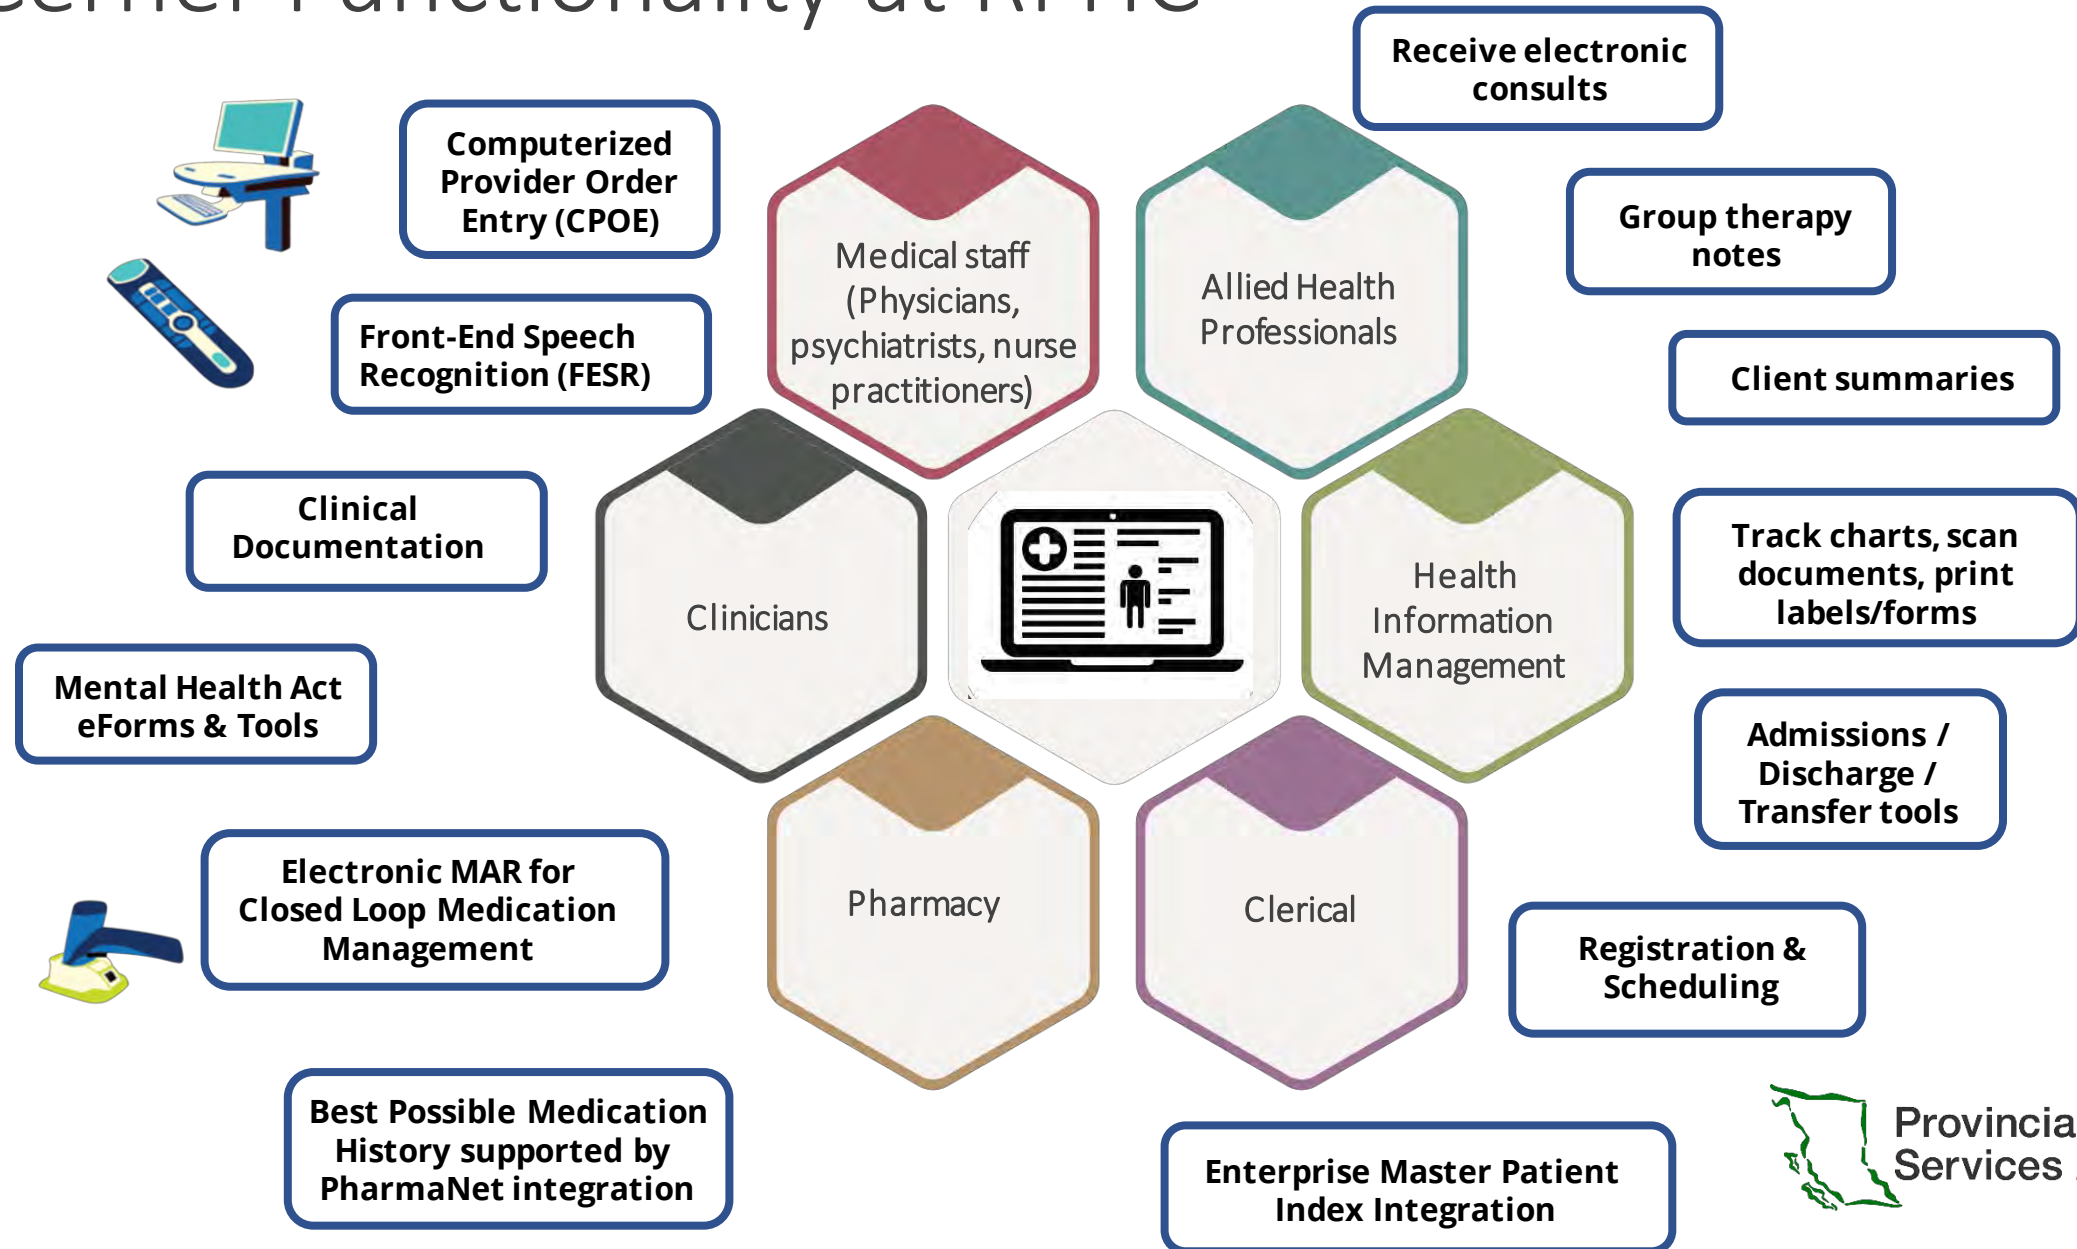 Functionality at
Receive electronic
consults
Computerized
Provider Order
Entry (CPOE)
Group therapy
notes
Medical staff
(Physicians,
psychiatrists, nurse
practitioners)
Allied Health
Professionals
Front-End Speech
Recognition (FESR)
Client summaries
Clinical
Documentation
Track charts, scan
documents, print
labels/forms
Clinicians
Health
Information
Management
Mental Health Act
eForms & Tools
Admissions /
Discharge /
Transfer tools
Electronic MAR for
Closed Loop Medication
Management
Pharmacy
Clerical
Registration &
Scheduling
Best Possible Medication
History supported by
PharmaNet integration
Enterprise Master Patient
Index Integration
Provincia
Services